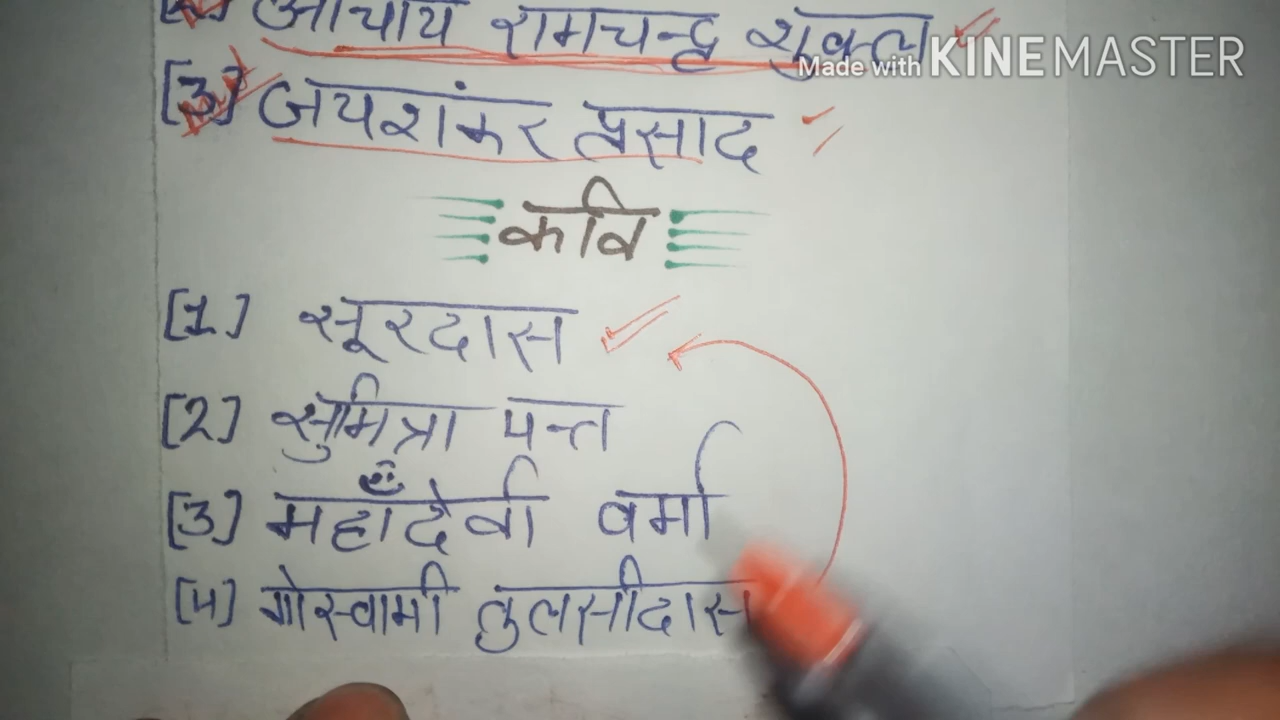 [2] आचार्य रामचन्द्र शुक्ल
Made with KINEMASTER
[3] जयशंकर प्रसाद
कवि
[1] सूरदास
[2] सुमित्रा पन्त
[3] महाँदेवी वर्मा
[4] गोस्वामी तुलसीदास